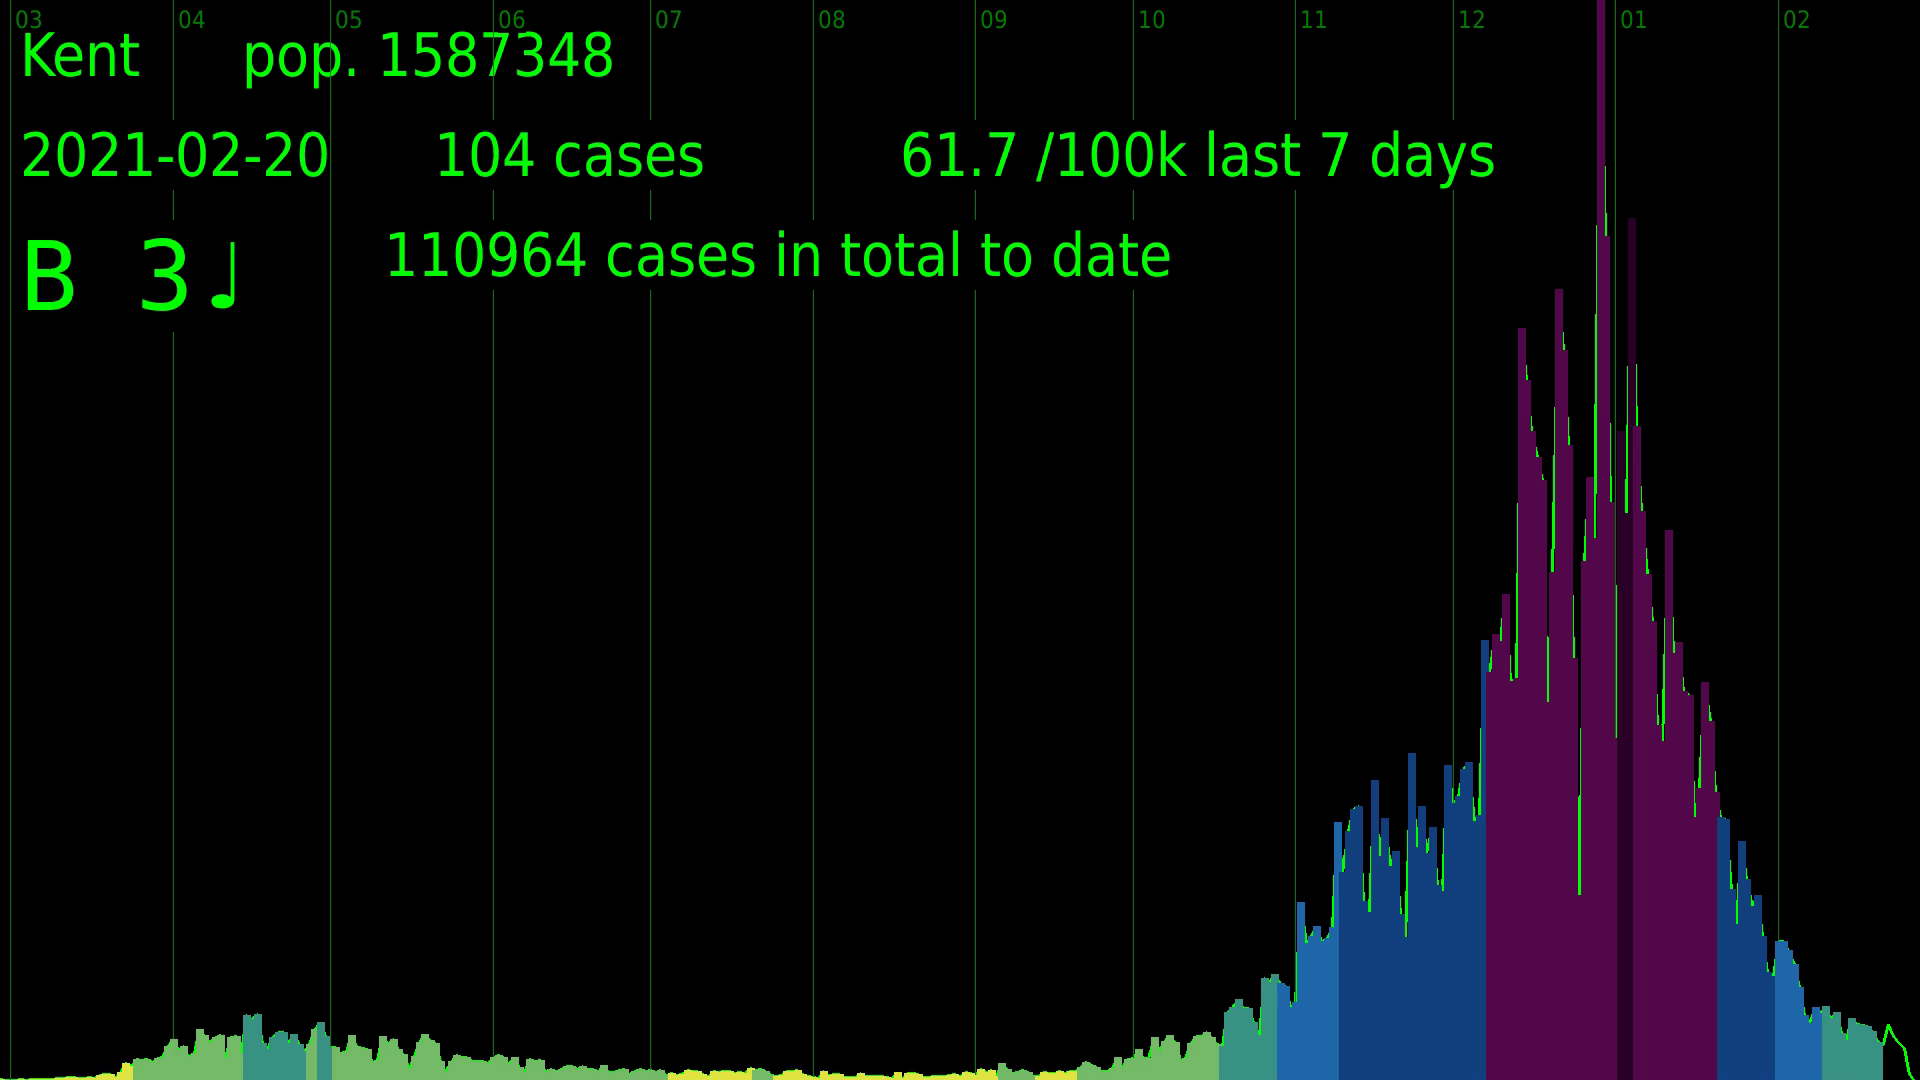 03 04 05 06 07 08 09 10 11 12 01 02
Kent pop. 1587348
2021-02-20 104 cases 61.7 /100k last 7 days
B 3♩ 110964 cases in total to date